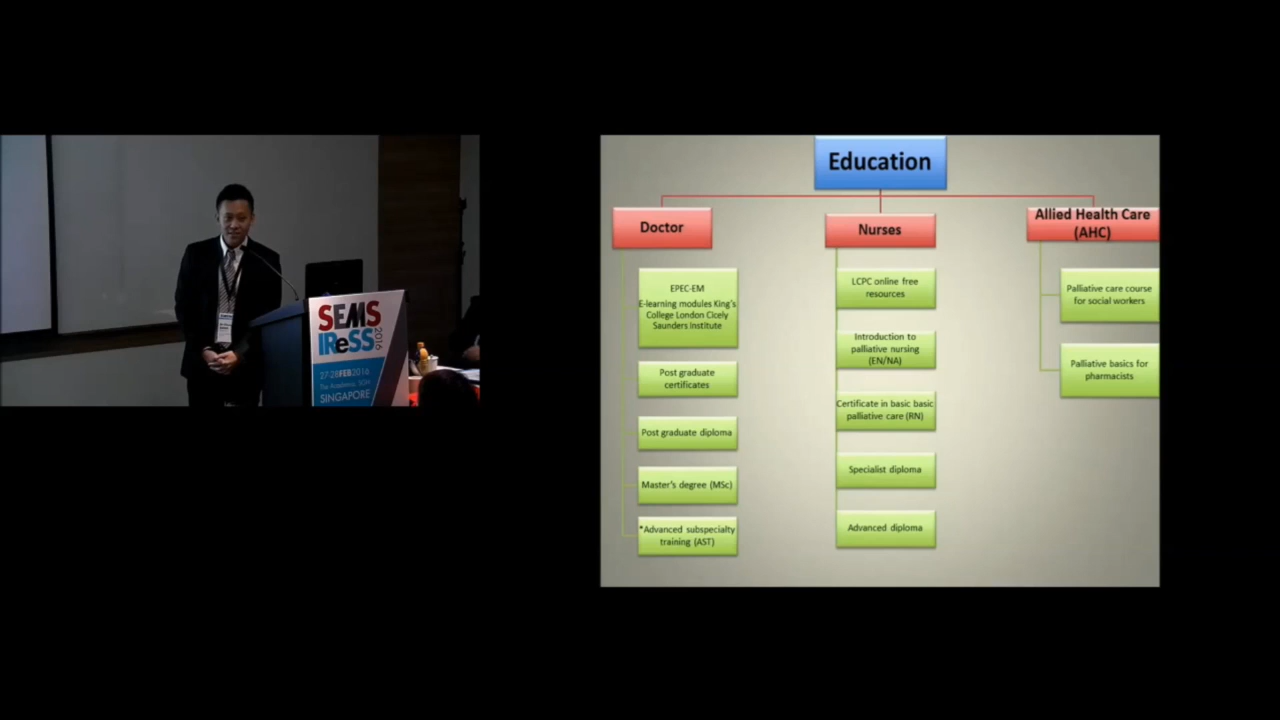 SEMS
IReSS
2016
27-28FEB2016
The Academia, SGH
SINGAPORE
Education
Doctor
EPEC-EM
E-learning modules King's
College London Cicely
Saunders Institute
Post graduate
certificates
Post graduate diploma
Master's degree (MSc)
*Advanced subspecialty
training (AST)
Nurses
LCPC online free
resources
Introduction to
palliative nursing
(EN/NA)
Certificate in basic basic
palliative care (RN)
Specialist diploma
Advanced diploma
Allied Health Care
(AHC)
Palliative care course
for social workers
Palliative basics for
pharmacists